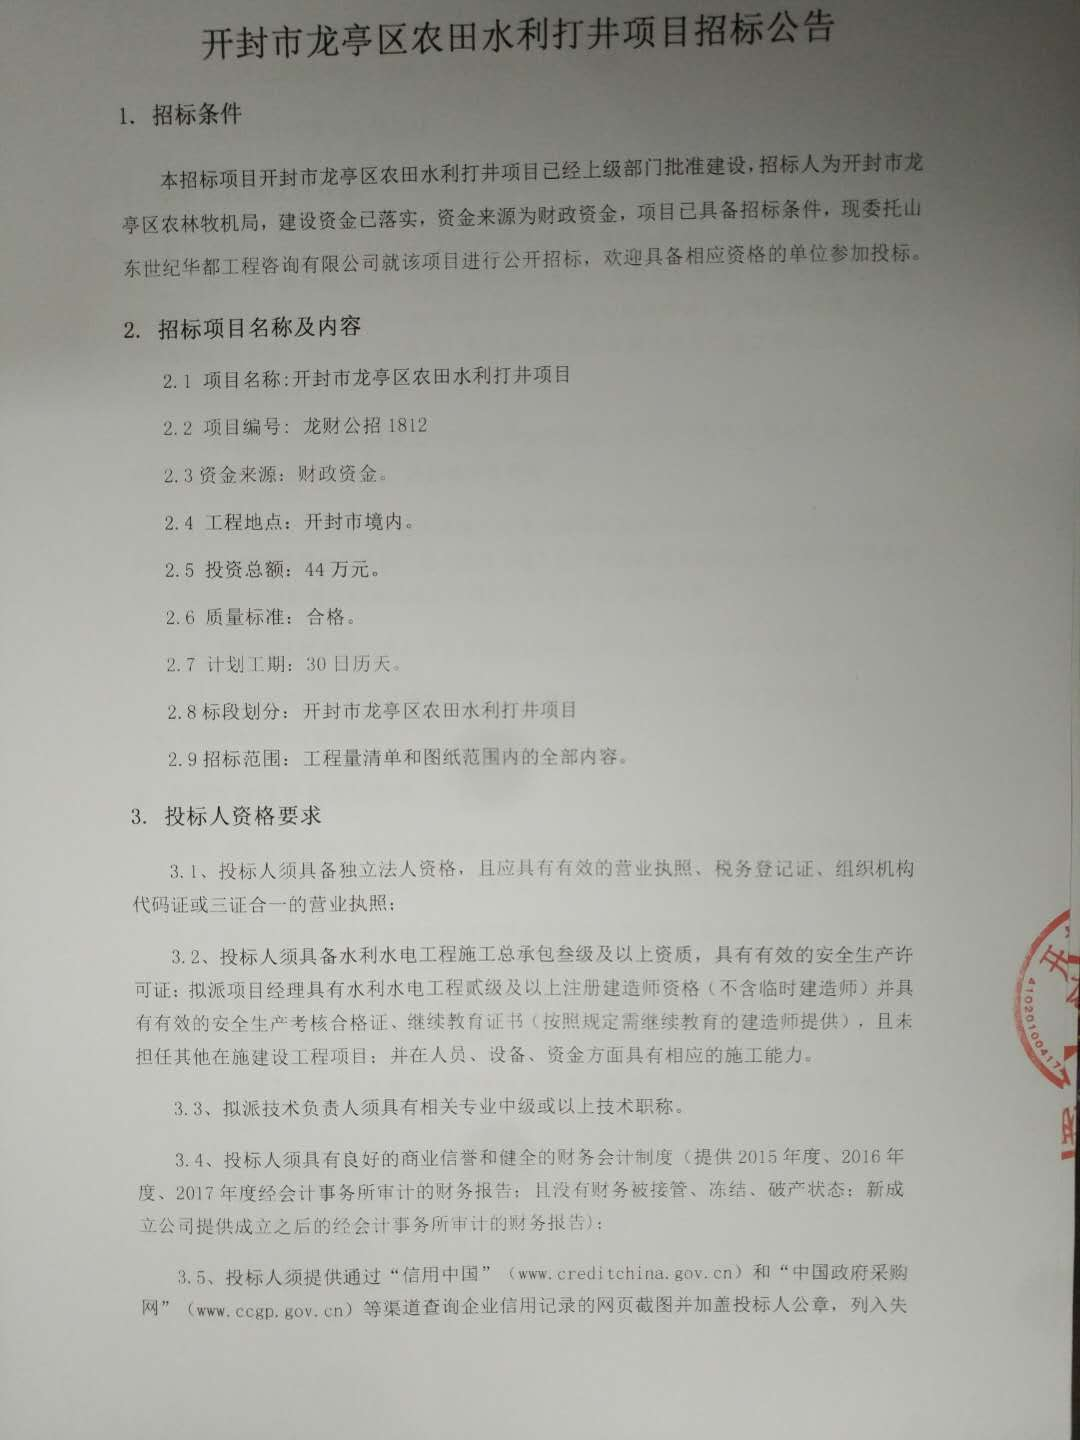 开封市龙亭区农田水利打井项目招标公告
1. 招标条件
本招标项目开封市龙亭区农田水利打井项目已经上级部门批准建设，招标人为开封市龙
亭区农林牧机局，建设资金已落实，资金来源为财政资金，项目已具备招标条件，现委托山
东世纪华都工程咨询有限公司就该项目进行公开招标，欢迎具备相应资格的单位参加投标。
2. 招标项目名称及内容
2.1 项目名称:开封市龙亭区农田水利打井项目
2.2 项目编号: 龙财公招1812
2.3资金来源：财政资金。
2.4 工程地点：开封市境内。
2.5 投资总额：44万元。
2.6 质量标准：合格。
2.7 计划工期：30日历天。
2.8标段划分：开封市龙亭区农田水利打井项目
2.9招标范围：工程量清单和图纸范围内的全部内容。
3. 投标人资格要求
3.1、投标人须具备独立法人资格，且应具有有效的营业执照、税务登记证、组织机构
代码证或三证合一的营业执照；
3.2、投标人须具备水利水电工程施工总承包叁级及以上资质，具有有效的安全生产许
可证；拟派项目经理具有水利水电工程贰级及以上注册建造师资格（不含临时建造师）并具
有有效的安全生产考核合格证、继续教育证书（按照规定需继续教育的建造师提供），且未
担任其他在施建设工程项目；并在人员、设备、资金方面具有相应的施工能力。
3.3、拟派技术负责人须具有相关专业中级或以上技术职称。
3.4、投标人须具有良好的商业信誉和健全的财务会计制度（提供2015年度、2016年
度、2017年度经会计事务所审计的财务报告；且没有财务被接管、冻结、破产状态；新成
立公司提供成立之后的经会计事务所审计的财务报告）；
3.5、投标人须提供通过“信用中国”（www.creditchina.gov.cn）和“中国政府采购
网”（www.ccgp.gov.cn）等渠道查询企业信用记录的网页截图并加盖投标人公章，列入失
开
4102010041７